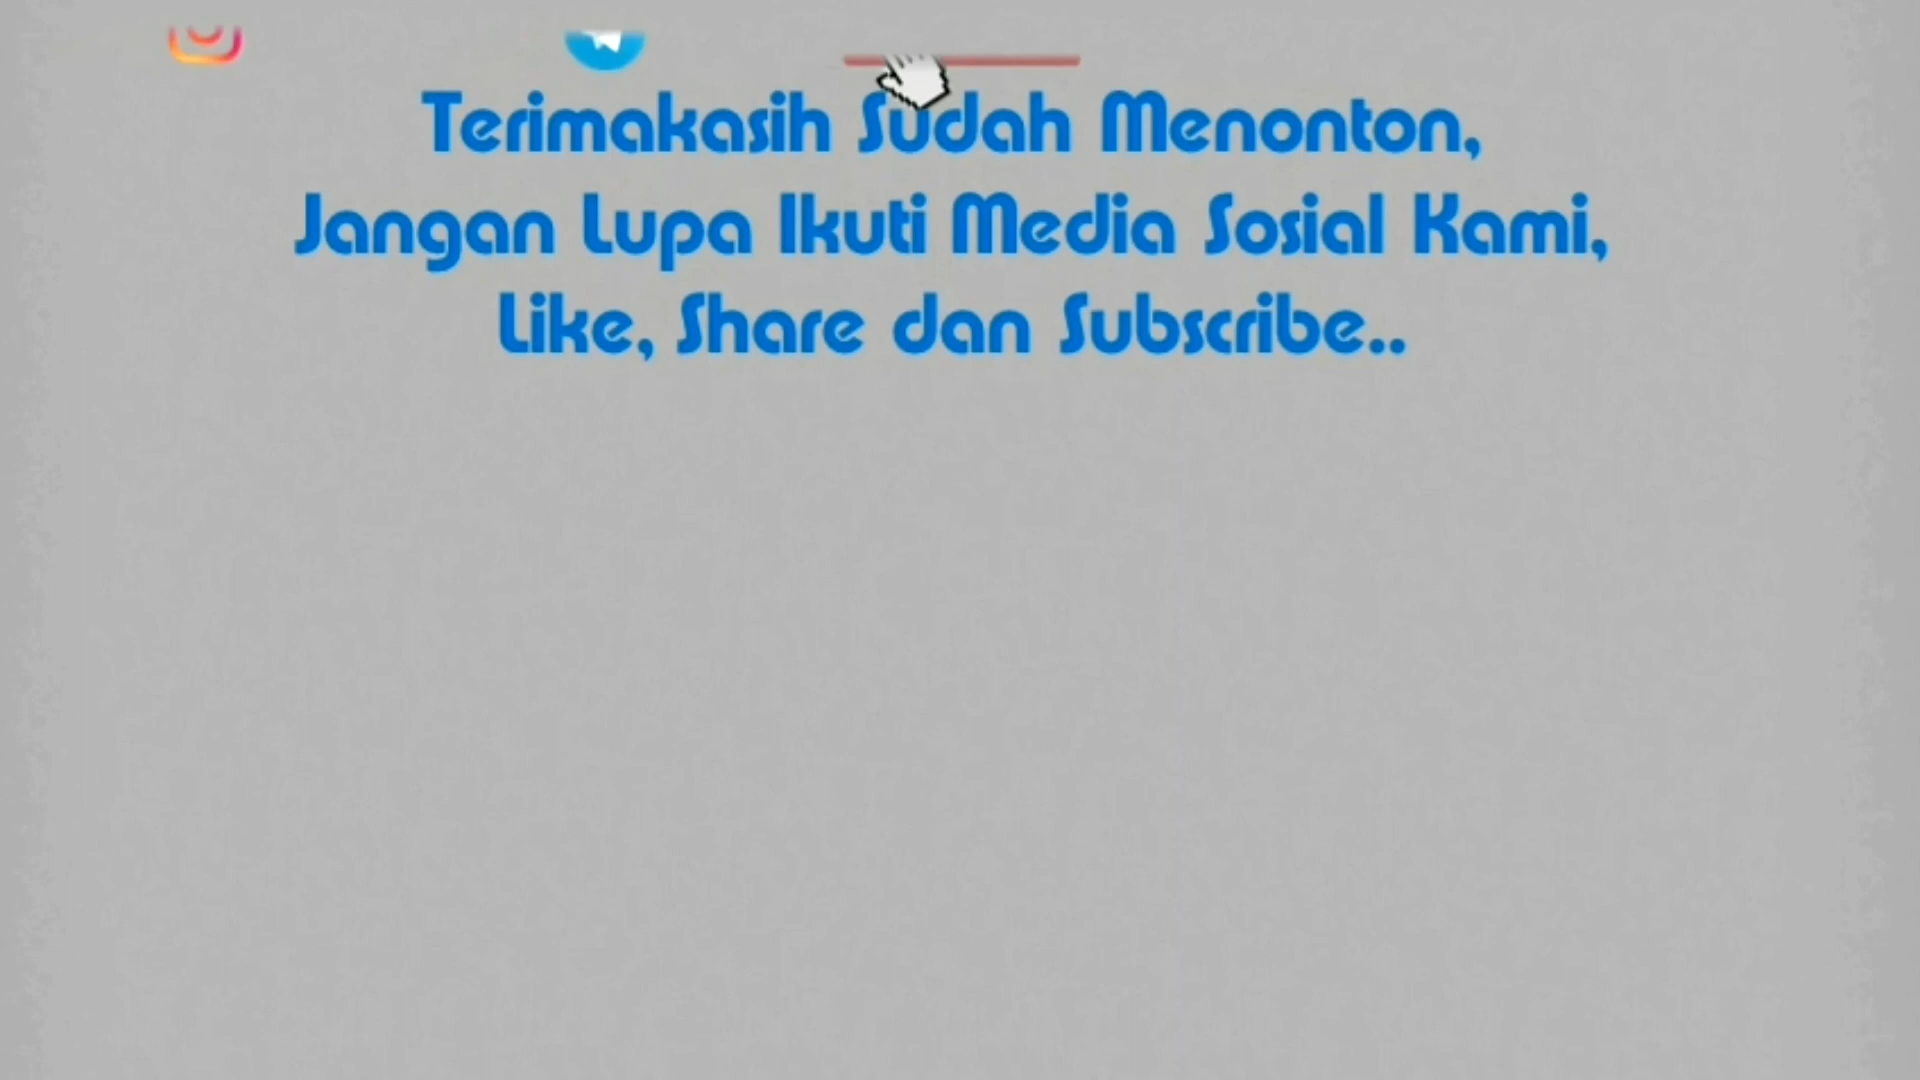 Terimakasih Sudah Menonton,
Jangan Lupa Ikuti Media Sosial Kami,
Like, Share dan Subscribe..